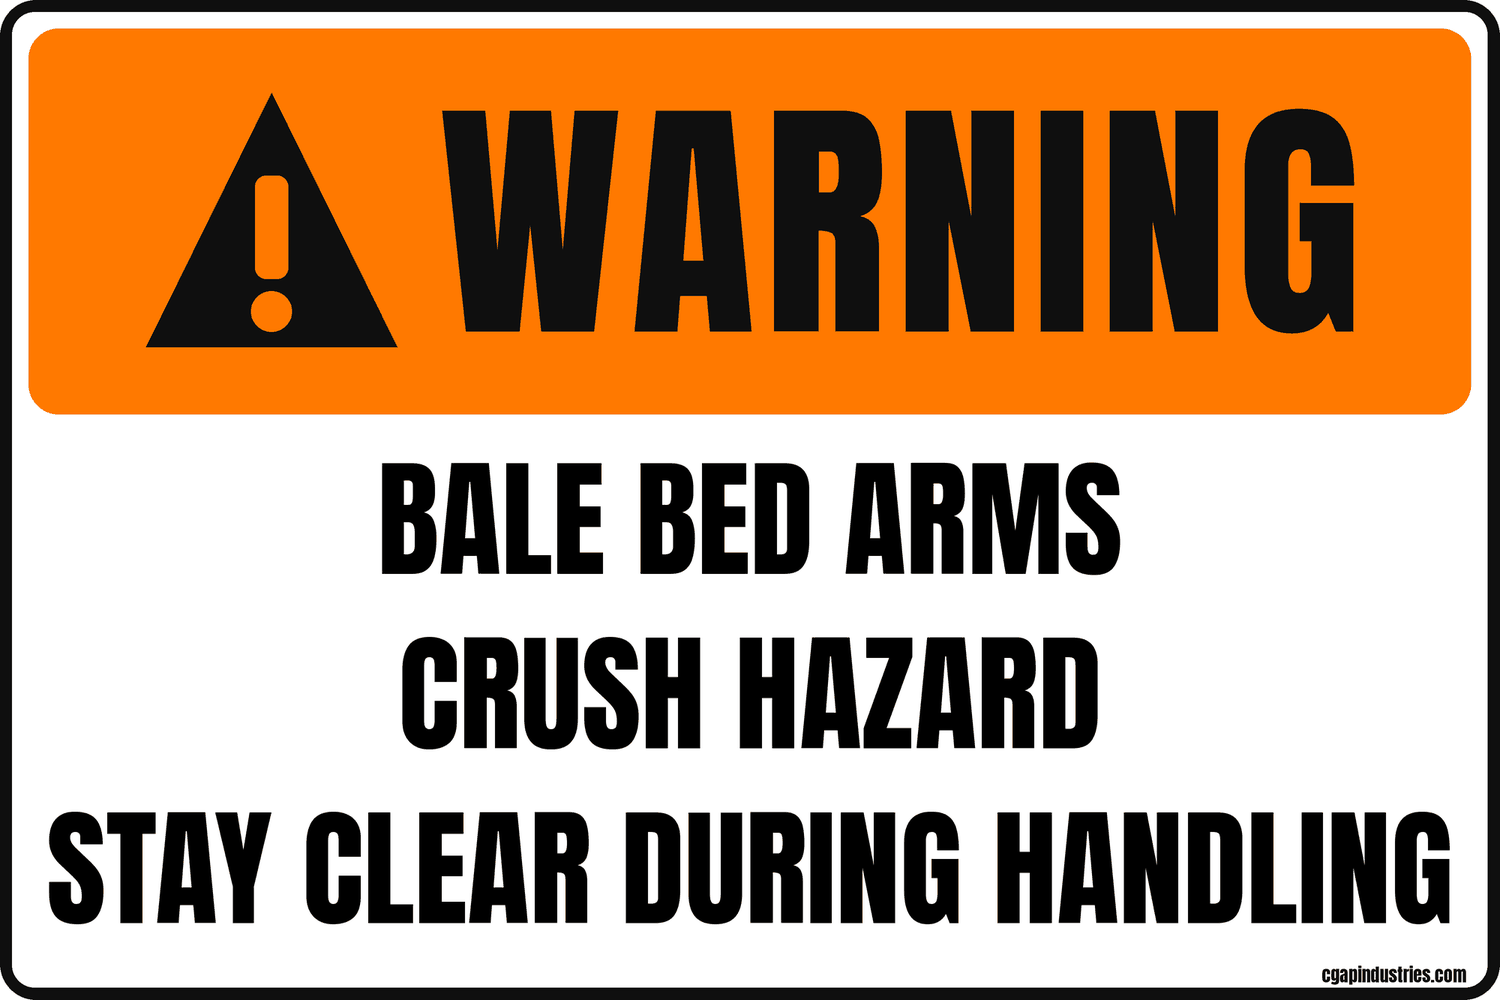 WARNING
BALE BED ARMS
CRUSH HAZARD
STAY CLEAR DURING HANDLING
cgapindustries.com